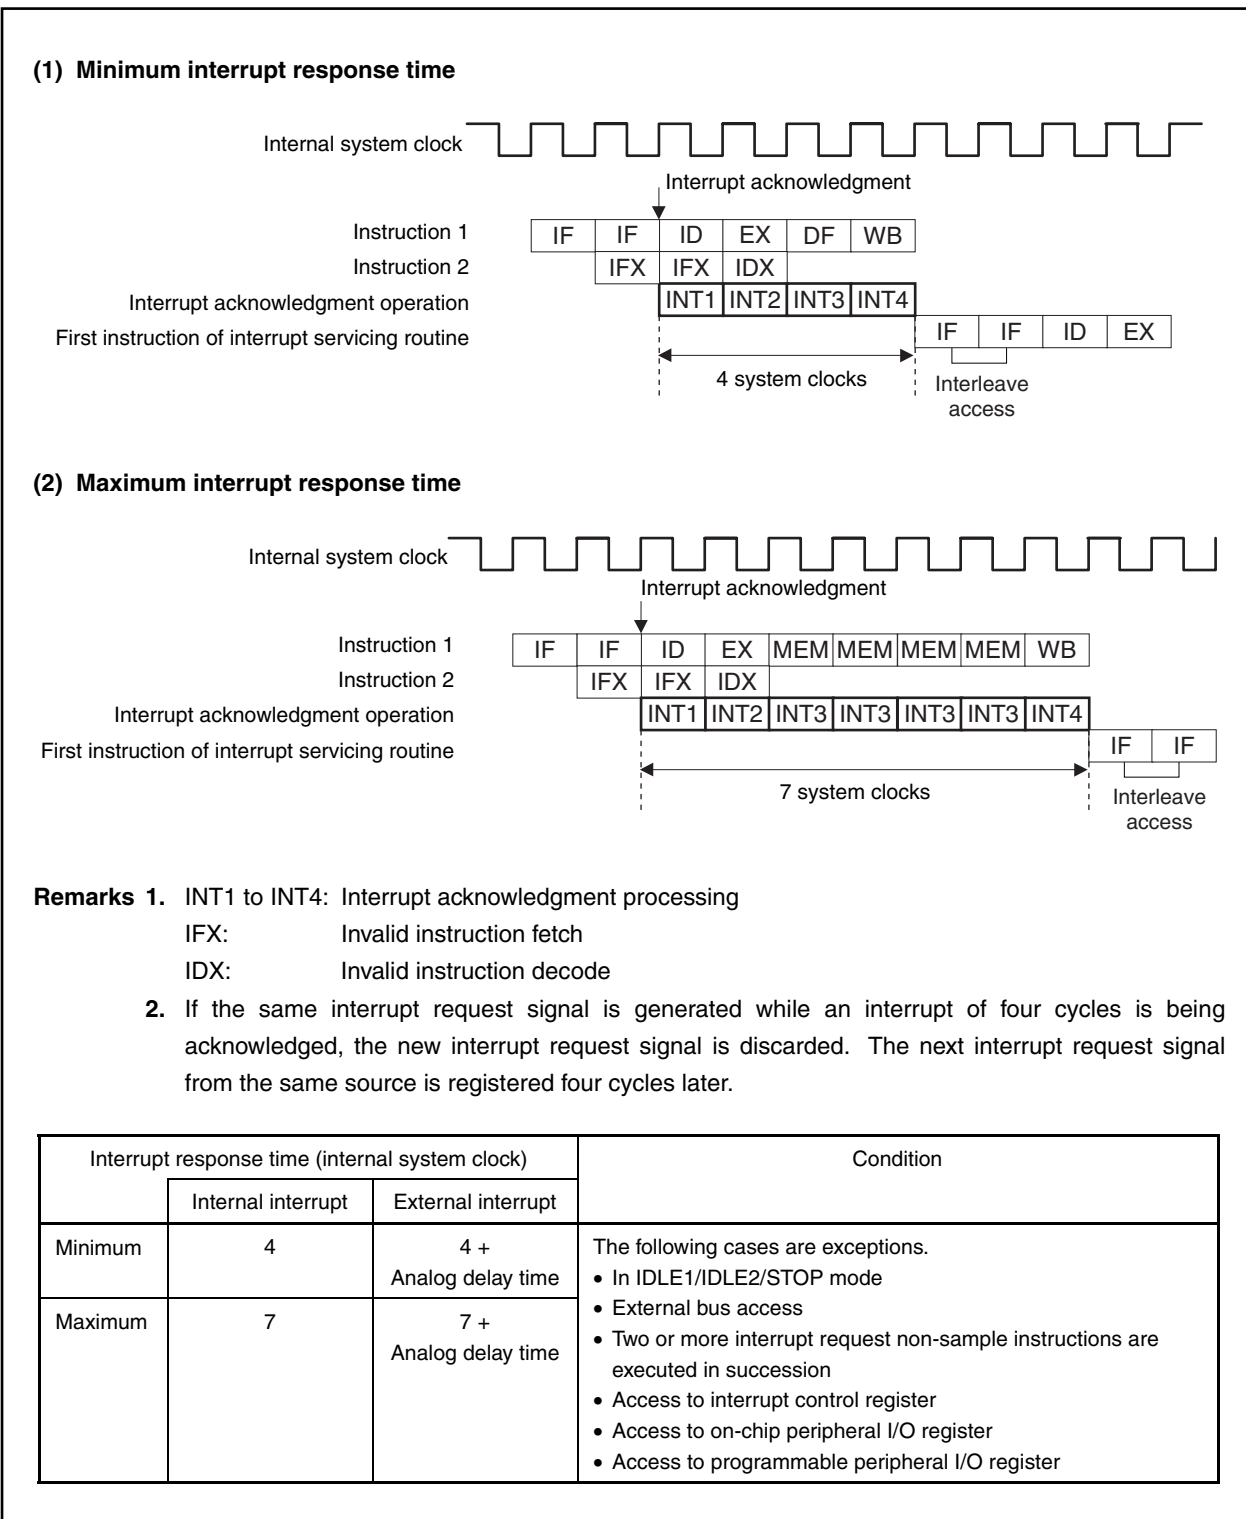 (1) Minimum interrupt response time
Internal system clock
Interrupt acknowledgment
Instruction 1 IF IF ID EX DF WB
Instruction 2 IFX IFX IDX
Interrupt acknowledgment operation INT1 INT2 INT3 INT4
First instruction of interrupt servicing routine IF IF ID EX
4 system clocks
Interleave
access
(2) Maximum interrupt response time
Internal system clock
Interrupt acknowledgment
Instruction 1 IF IF ID EX MEM MEM MEM MEM WB
Instruction 2 IFX IFX IDX
Interrupt acknowledgment operation INT1 INT2 INT3 INT3 INT3 INT3 INT4
First instruction of interrupt servicing routine IF IF
7 system clocks
Interleave
access
Remarks 1. INT1 to INT4: Interrupt acknowledgment processing
IFX: Invalid instruction fetch
IDX: Invalid instruction decode
2. If the same interrupt request signal is generated while an interrupt of four cycles is being
acknowledged, the new interrupt request signal is discarded. The next interrupt request signal
from the same source is registered four cycles later.
Interrupt response time (internal system clock) Condition
Internal interrupt External interrupt
Minimum 4 4 +
Analog delay time
Maximum 7 7 +
Analog delay time
The following cases are exceptions.
• In IDLE1/IDLE2/STOP mode
• External bus access
• Two or more interrupt request non-sample instructions are
executed in succession
• Access to interrupt control register
• Access to on-chip peripheral I/O register
• Access to programmable peripheral I/O register